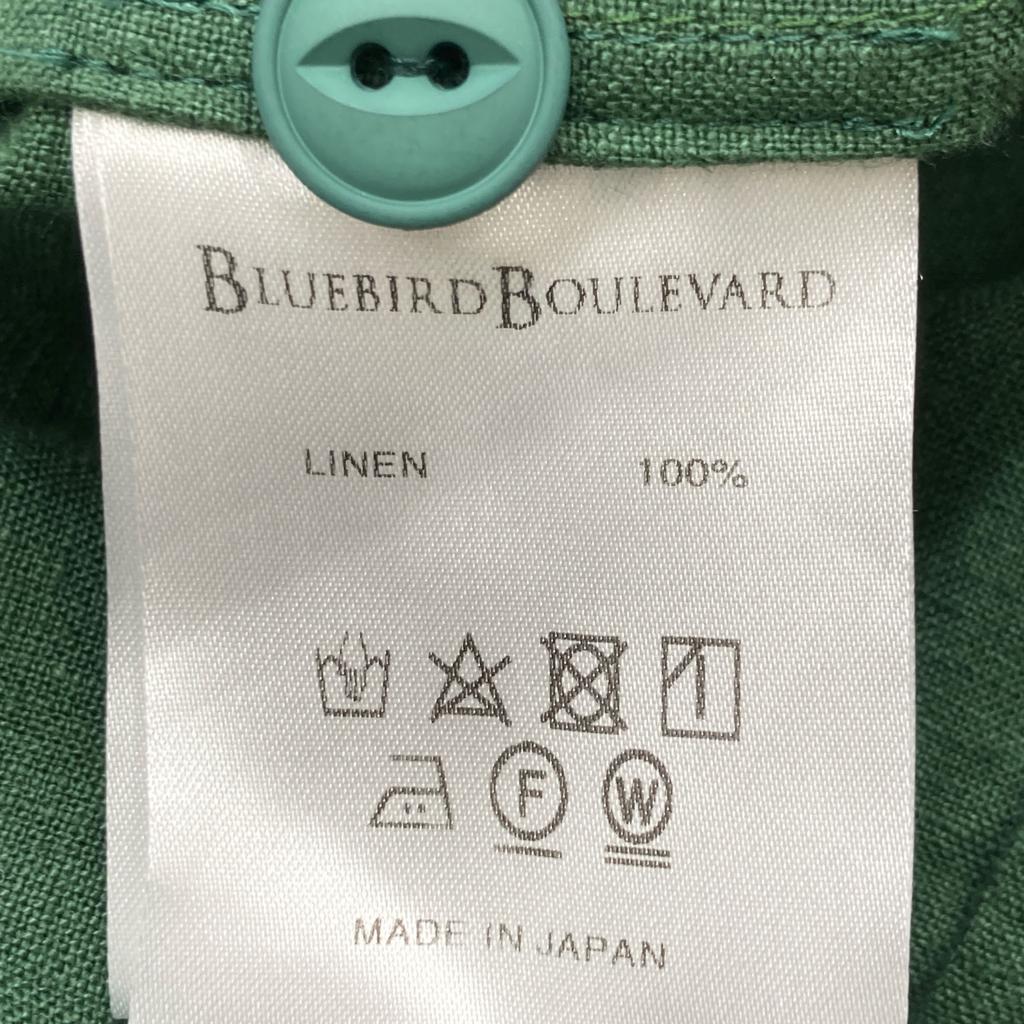 BLUEBIRD BOULEVARD
LINEN 100%
F W
MADE IN JAPAN